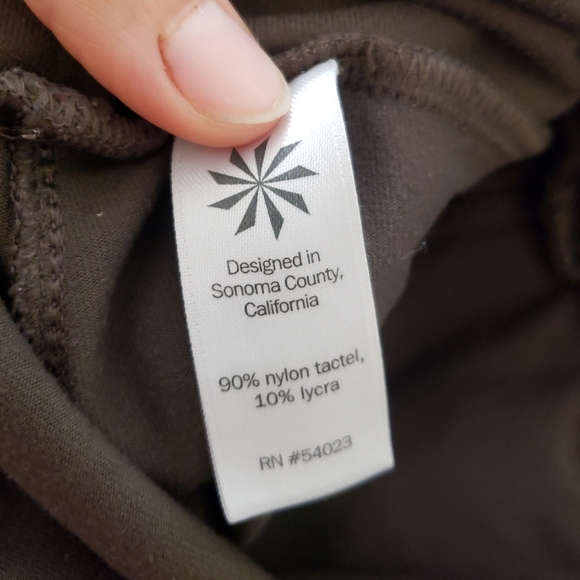 Designed in
Sonoma County,
California
90% nylon tactel,
10% lycra
RN #54023